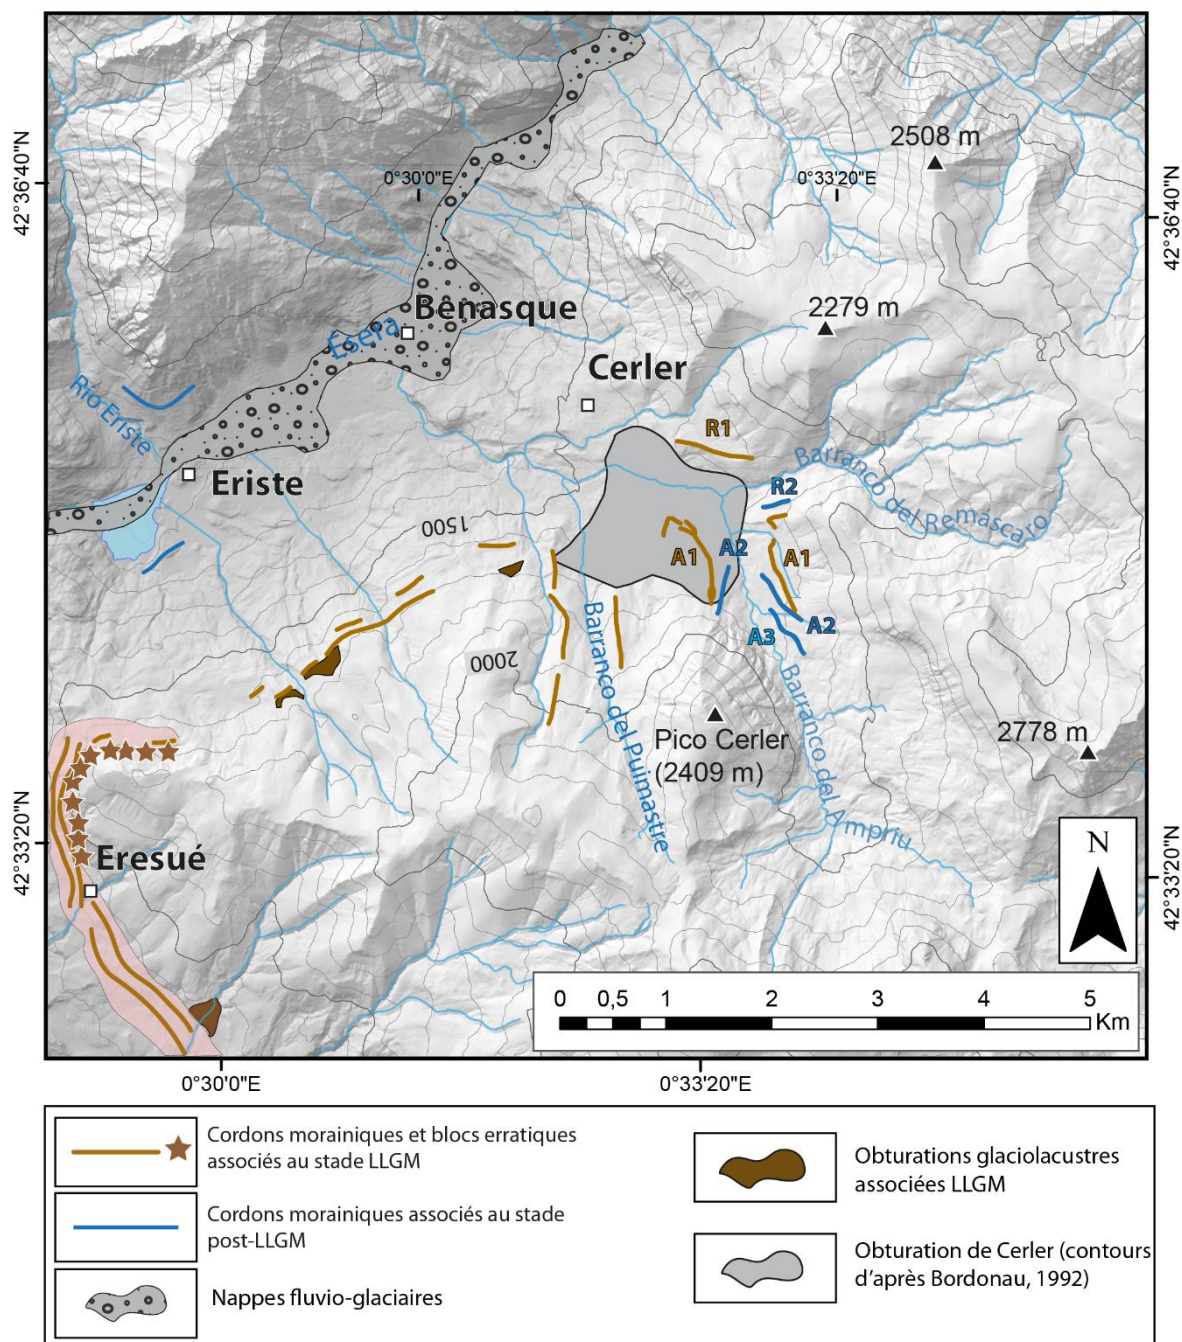 42°36'40"N
42°36'40"N
2508 m
0°30'0"E
0°33'20"E
2279 m
Bénasque
Ésera
Cerler
Río Eriste
R1
Barranco del Remáscaro
Eriste
R2
1500
A1
A2
A1
A2
A3
2000
Barranco del Puimastre
Barranco del Ampriu
Pico Cerler
(2409 m)
2778 m
42°33'20"N
42°33'20"N
Eresué
N
0 0,5 1 2 3 4 5
Km
0°30'0"E
0°33'20"E
Cordons morainiques et blocs erratiques
associés au stade LLGM
Cordons morainiques associés au stade
post-LLGM
Nappes fluvio-glaciaires
Obturations glaciolacustres
associées LLGM
Obturation de Cerler (contours
d'après Bordonau, 1992)